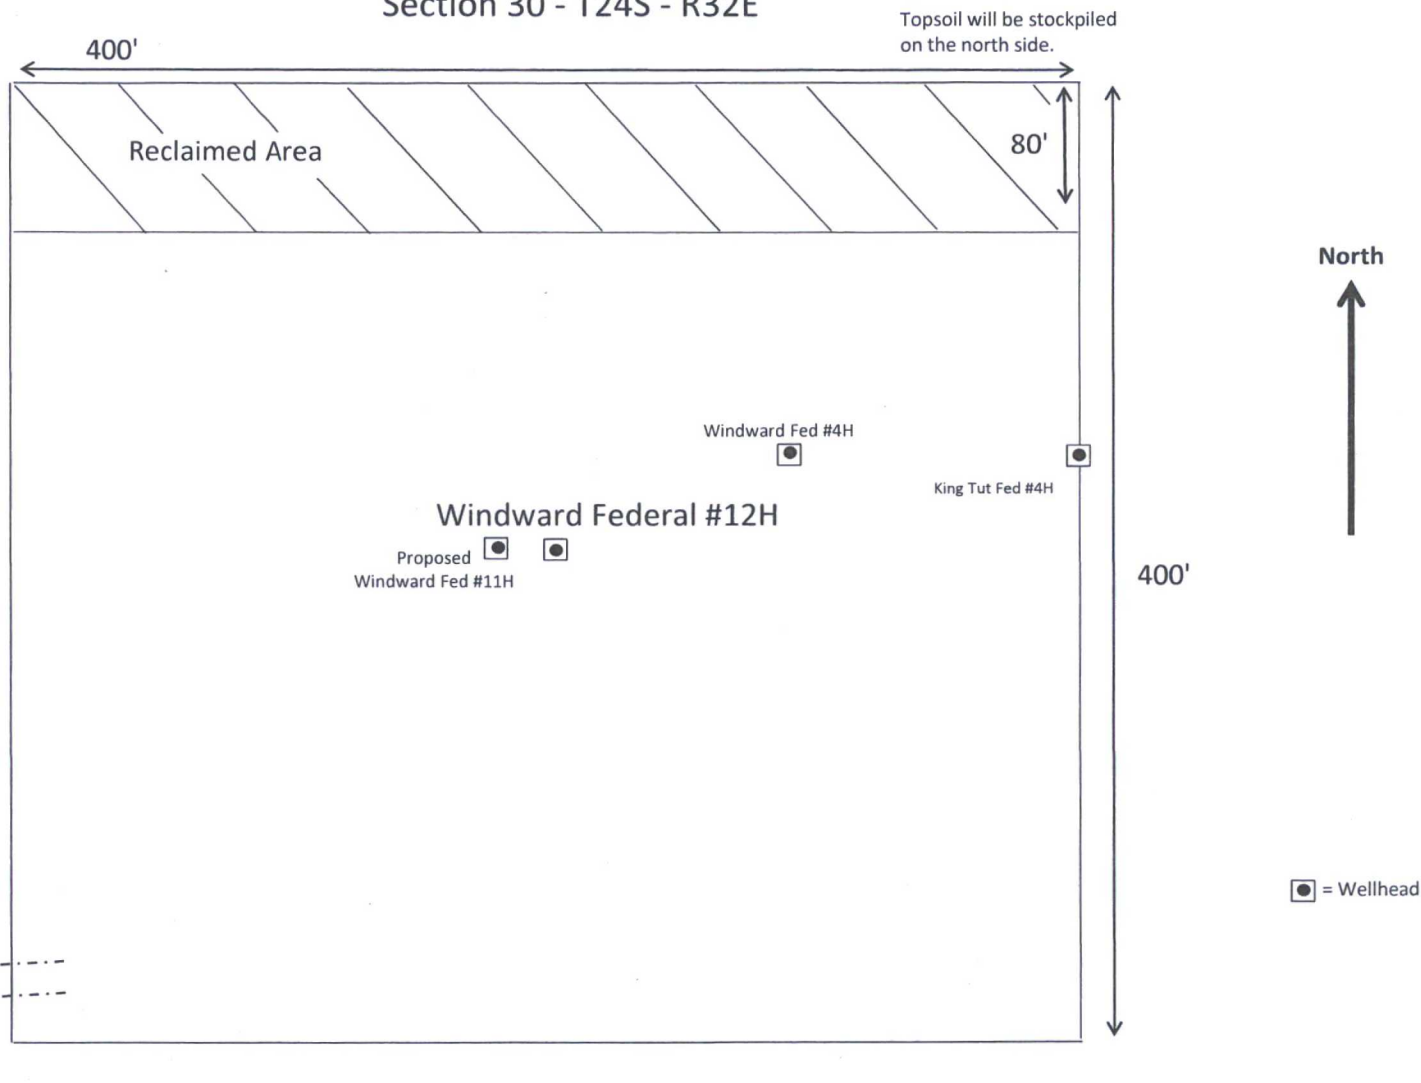 Section 30 - T24S - R32E
Topsoil will be stockpiled
on the north side.
400'
Reclaimed Area
80'
North
Windward Fed #4H
King Tut Fed #4H
Windward Federal #12H
Proposed
Windward Fed #11H
400'
= Wellhead